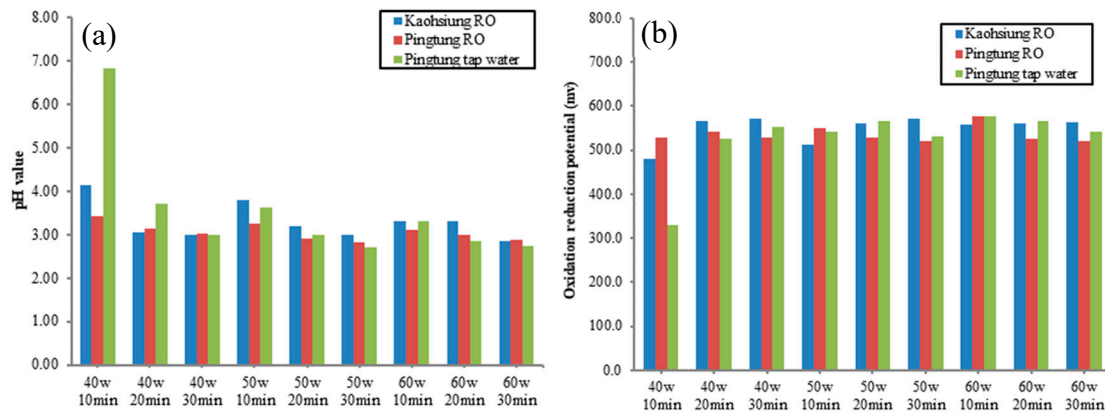 (a)
Kaohsiung RO
Pingtung RO
Pingtung tap water
pH value
8.00
7.00
6.00
5.00
4.00
3.00
2.00
1.00
0.00
40w 40w 40w 50w 50w 50w 60w 60w 60w
10min 20min 30min 10min 20min 30min 10min 20min 30min
(b)
Kaohsiung RO
Pingtung RO
Pingtung tap water
Oxidation reduction potential (mv)
800.0
700.0
600.0
500.0
400.0
300.0
200.0
100.0
0.0
40w 40w 40w 50w 50w 50w 60w 60w 60w
10min 20min 30min 10min 20min 30min 10min 20min 30min